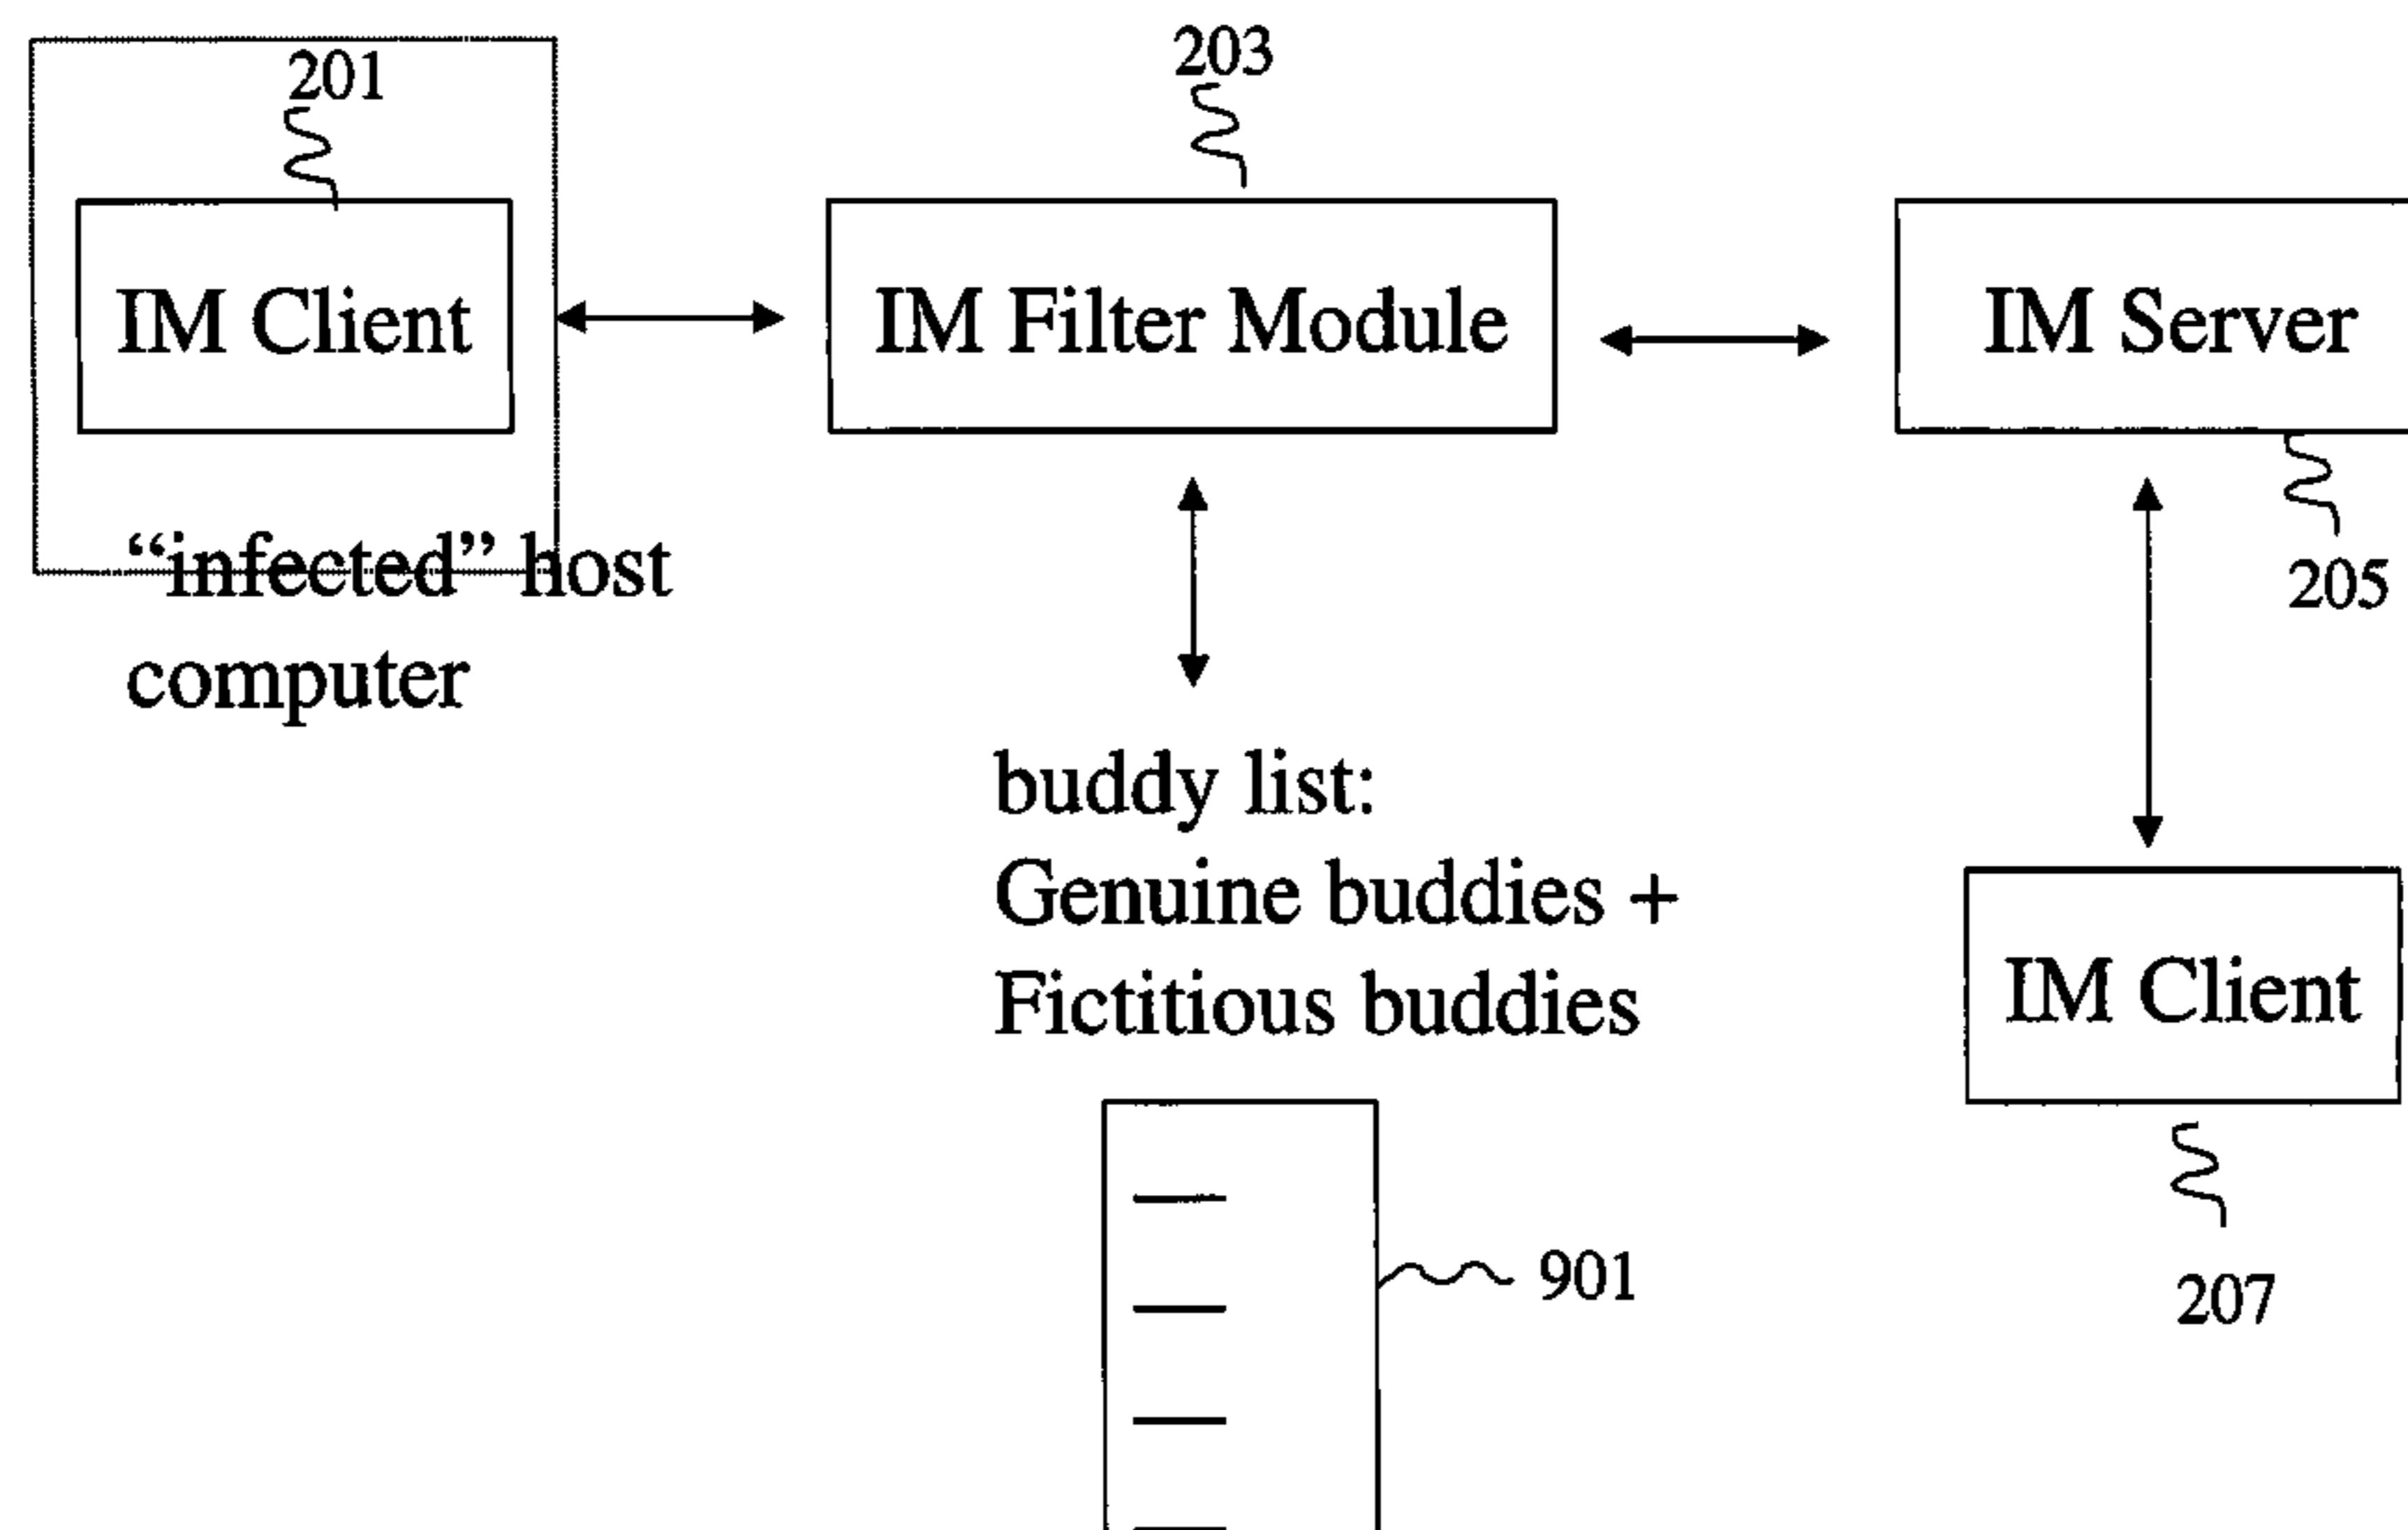 201
203
IM Client
IM Filter Module
IM Server
“infected” host
computer
205
buddy list:
Genuine buddies +
Fictitious buddies
IM Client
901
207